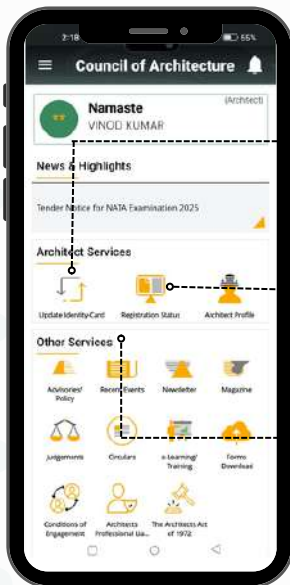 2:18
55%
Council of Architecture
(Architect)
Namaste
VINOD KUMAR
News & Highlights
Tender Notice for NATA Examination 2025
Architect Services
Update Identity-Card
Registration Status
Architect Profile
Other Services
Advisories/ Recent Events Newsletter Magazine
Policy
Judgements Circulars e-Learning/ Forms
Training Download
Conditions of Architects The Architects Act
Engagement Professional Lia... of 1972